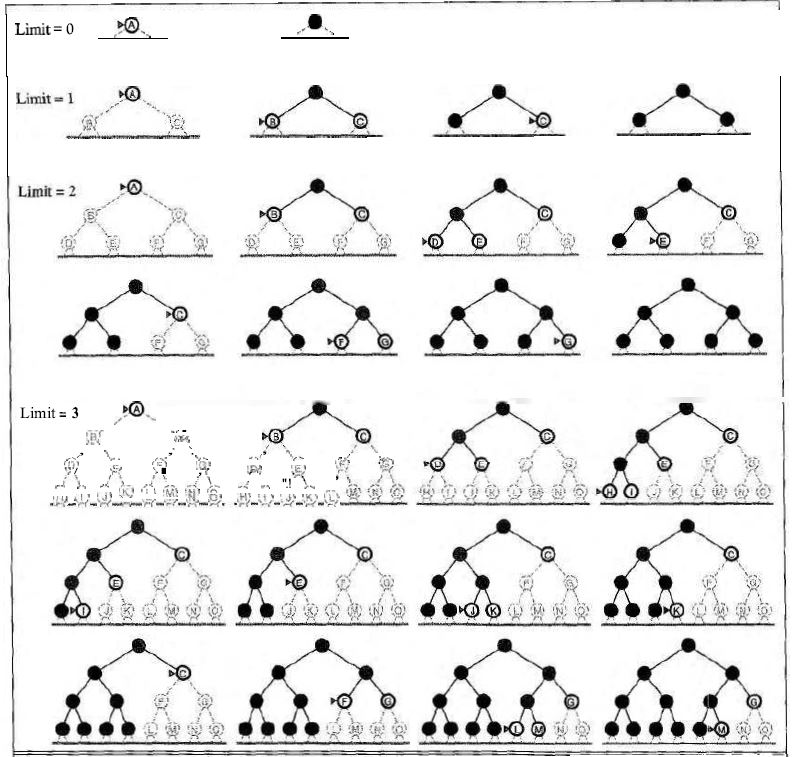 Limit = 0 A
Limit = 1 A
B C B C C
Limit = 2 A
B C B C C C
D E F G D E F G D E F G E F G
C
F G F G G
Limit = 3 A
B B C C C
D E F G E F G D E F G E F G
H I J K L M N O H I J K L M N O H I J K L M N O H I J K L M N O
C C C C
E F G E F G F G F G
I J K L M N O J K L M N O J K L M N O K L M N O
C
F G F G G
L M N O L M N O L M N O M N O